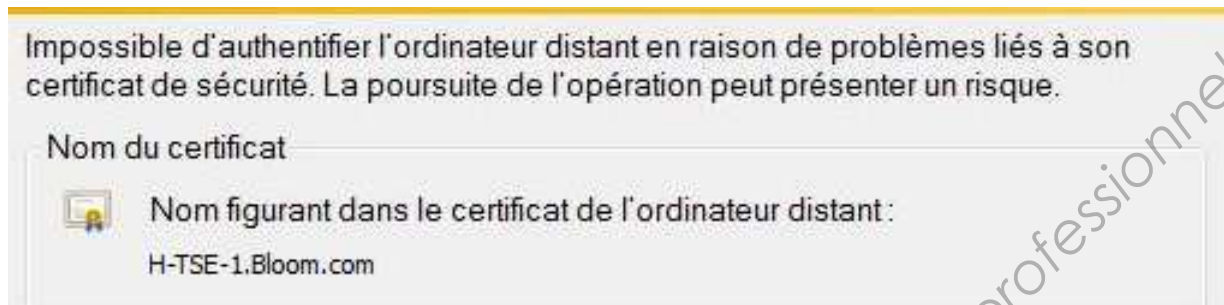 Impossible d'authentifier l'ordinateur distant en raison de problèmes liés à son
certificat de sécurité. La poursuite de l'opération peut présenter un risque.
Nom du certificat
Nom figurant dans le certificat de l'ordinateur distant :
H-TSE-1.Bloom.com